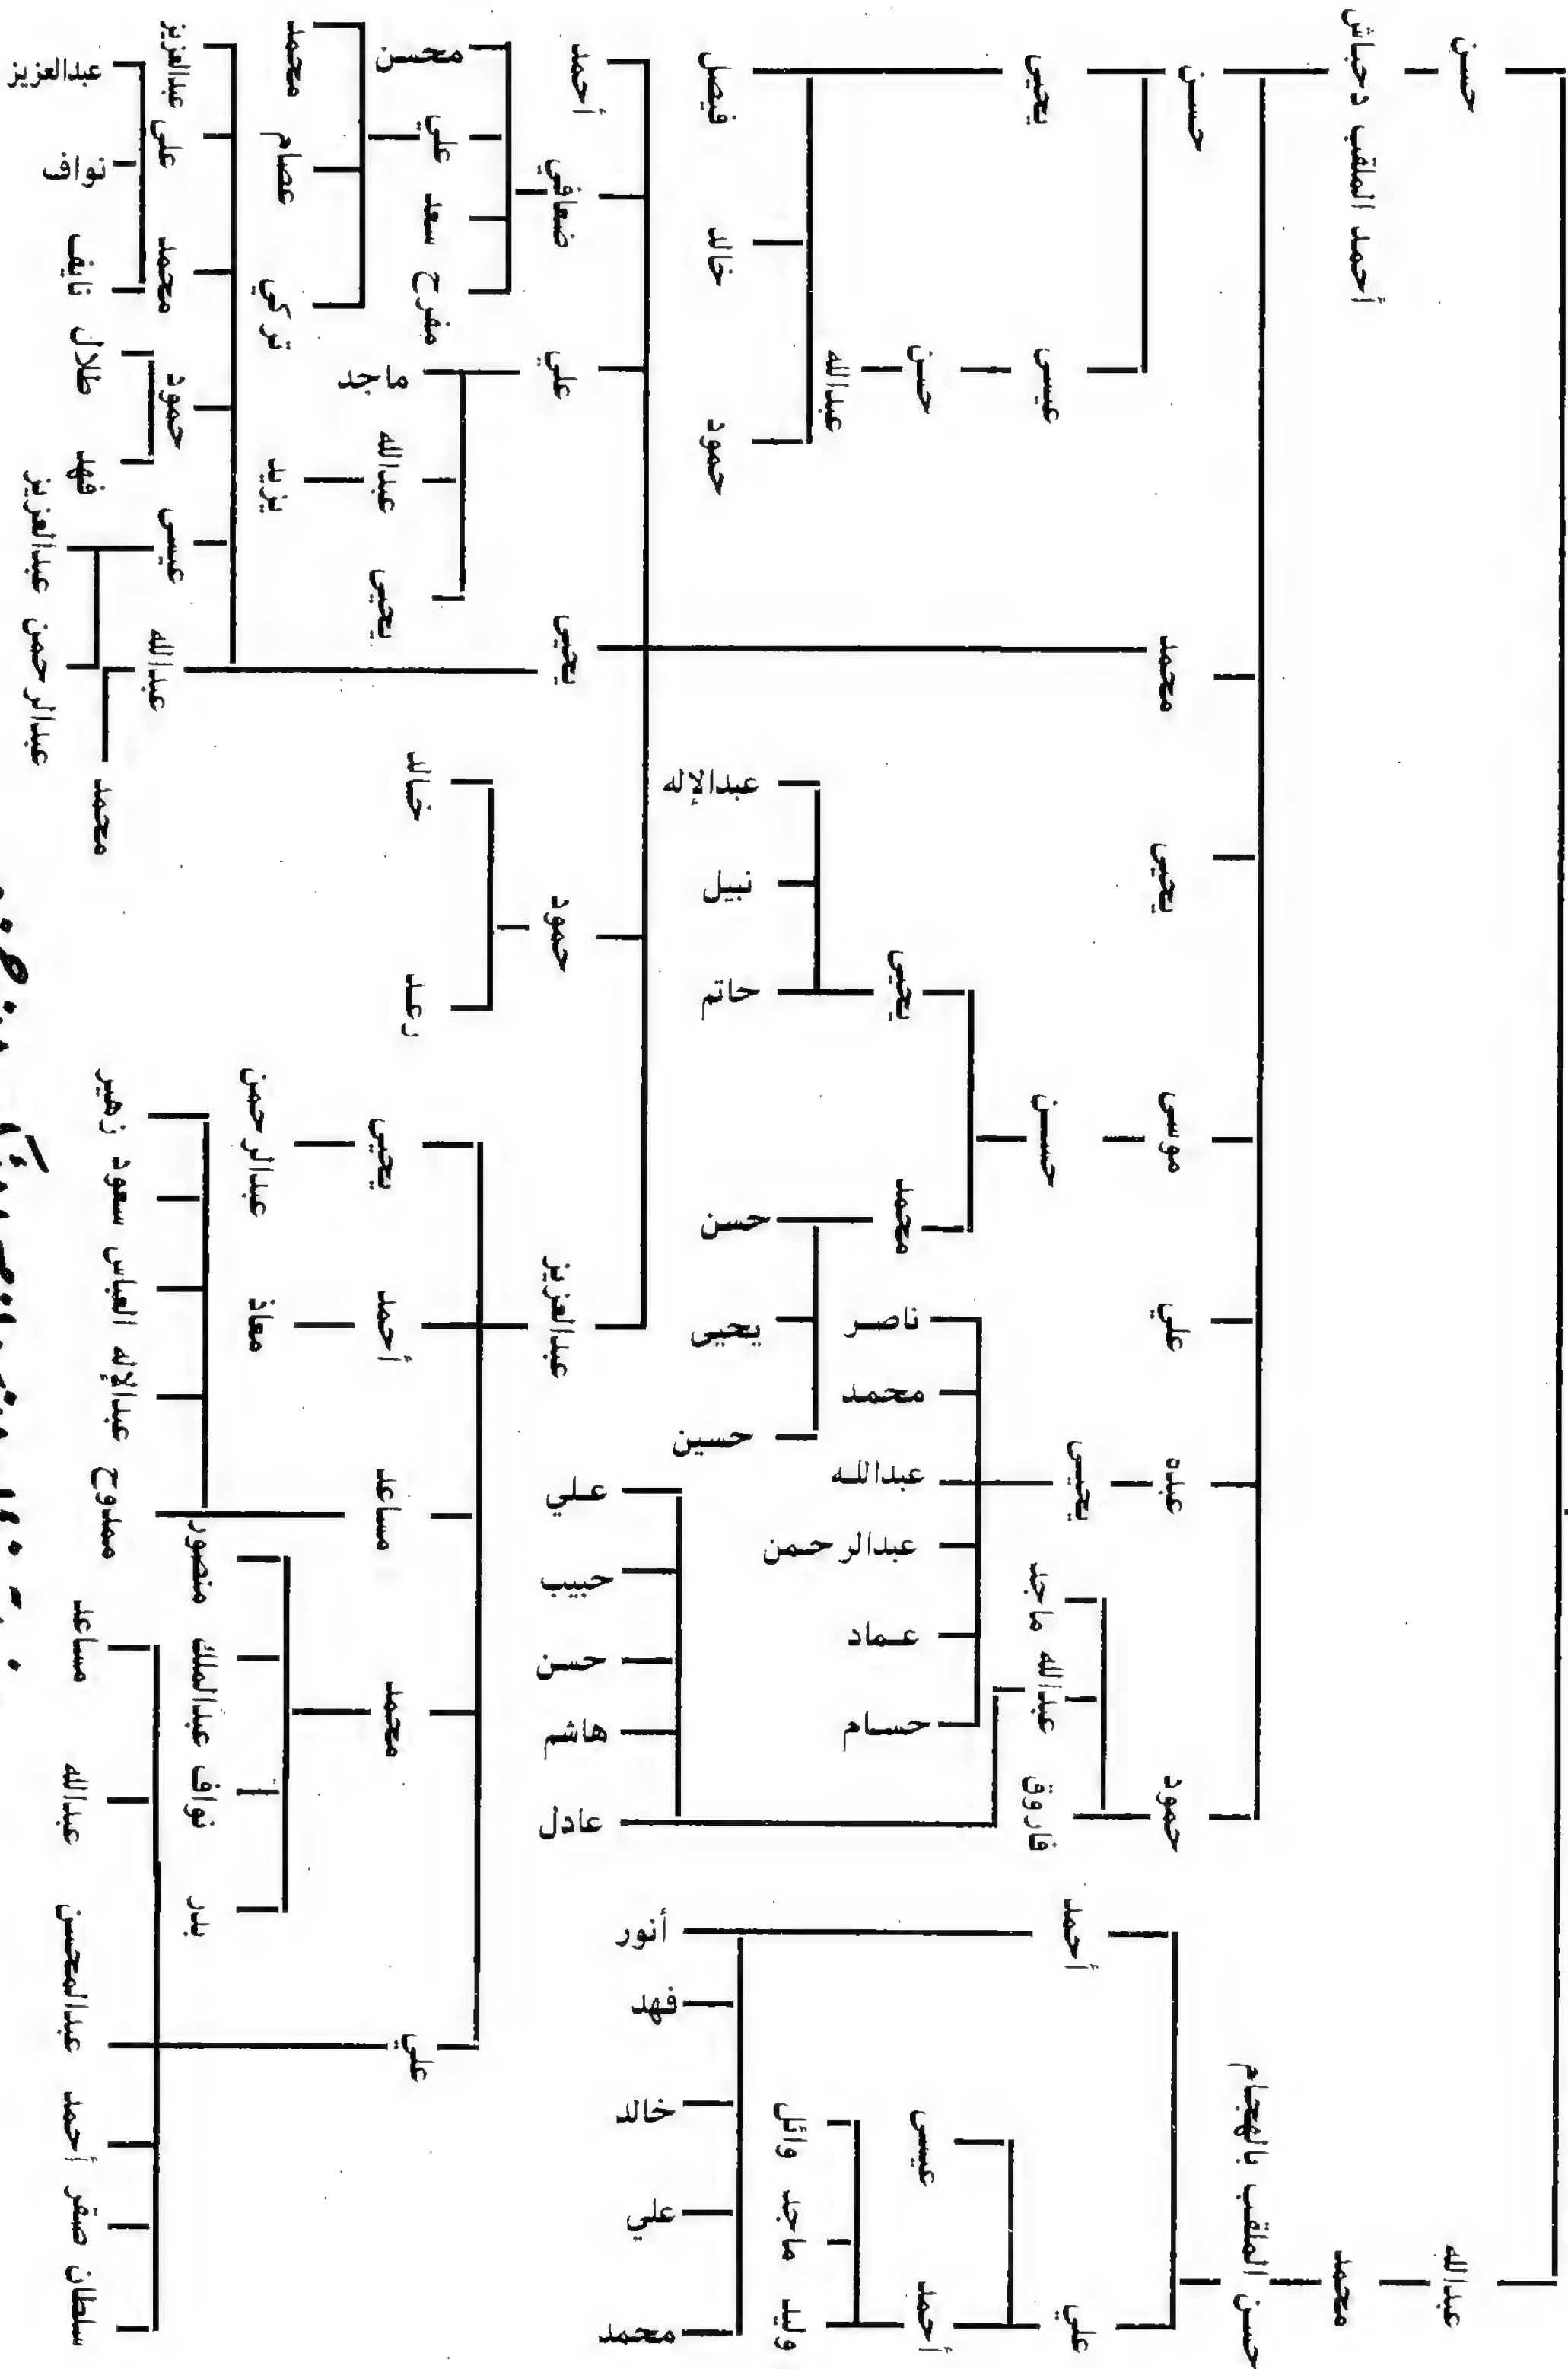 عبدالله حسن
محمد أحمد الملقب دحباش
حسن الملقب بالهجام
حمود عبده علي موسى يحيى محمد حسن
علي أحمد يحيى
فاروق عبدالله ماجد حسن عيسى يحيى
أحمد عيسى محمد يحيى حسن
ناصر
محمد
عبدالله
عبدالرحمن
عماد
حسام
وليد ماجد وائل عبدالله
حسن
يحيى
حسين
عبدالإله
نبيل
حاتم
حمود خالد فيصل
أنور
فهد
خالد
علي
محمد
علي
حبيب
حسن
هاشم
عادل
عبدالعزيز حمود يحيى علي ضعافي أحمد
مفرح سعد علي محسن
علي محمد مساعد أحمد يحيى رعد خالد
يحيى عبدالله ماجد
معاذ عبدالرحمن يزيد تركي عصام محمد
بدر نواف عبدالملك منصور
عبدالله عيسى حمود محمد علي عبدالعزيز
ممدوح عبدالإله العباس سعود زهير محمد
سلطان صقر أحمد عبدالمحسن عبدالله مساعد
فهد طلال نايف نواف عبدالعزيز
عبدالرحمن عبدالعزيز